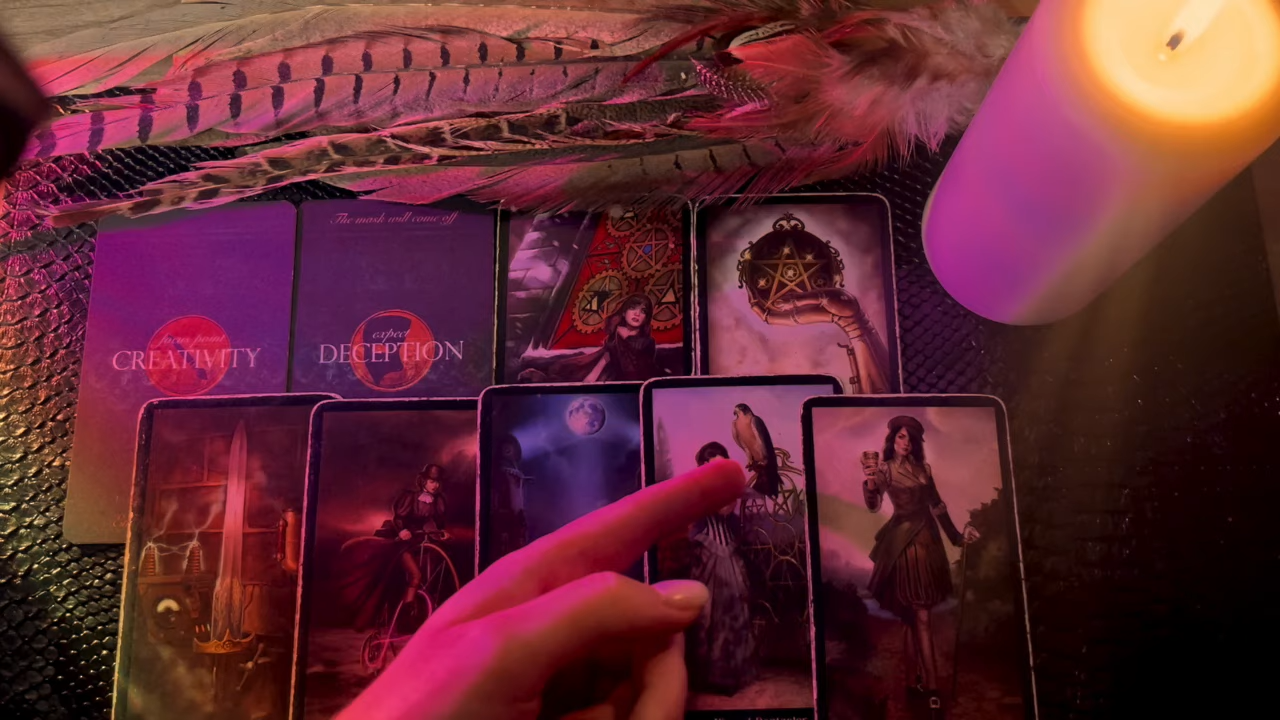 The mask will come off
focus point
CREATIVITY
expect
DECEPTION